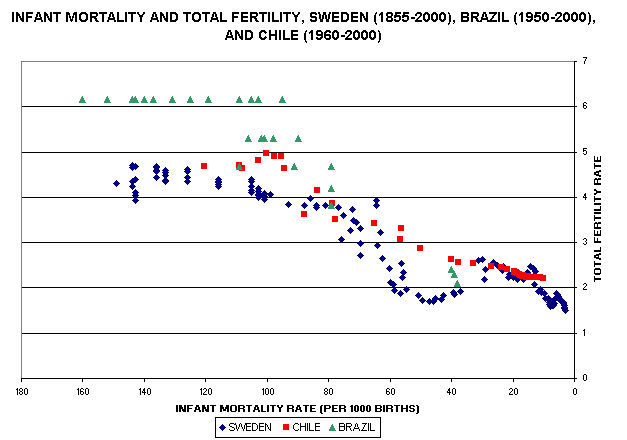 INFANT MORTALITY AND TOTAL FERTILITY, SWEDEN (1855-2000), BRAZIL (1950-2000),
AND CHILE (1960-2000)
7
6
5
4
3
2
1
0
TOTAL FERTILITY RATE
180 160 140 120 100 80 60 40 20 0
INFANT MORTALITY RATE (PER 1000 BIRTHS)
SWEDEN CHILE BRAZIL